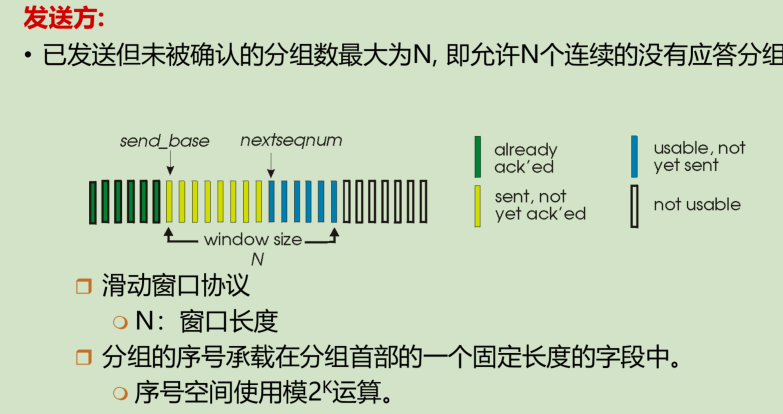 发送方:
• 已发送但未被确认的分组数最大为N, 即允许N个连续的没有应答分组
send_base nextseqnum
already ack'ed
usable, not yet sent
sent, not yet ack'ed
not usable
window size
N
滑动窗口协议
N：窗口长度
分组的序号承载在分组首部的一个固定长度的字段中。
序号空间使用模2ᴷ运算。